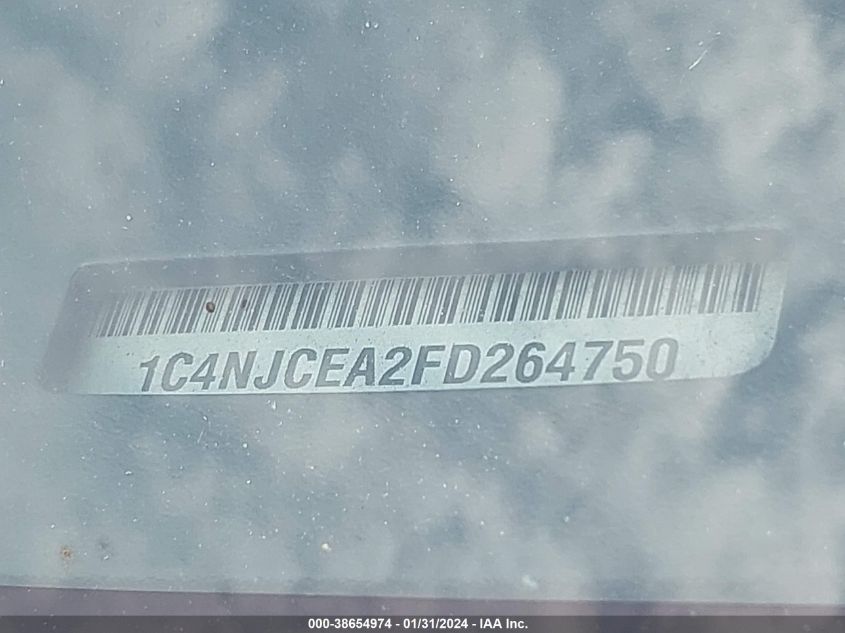 1C4NJCEA2FD264750
000-38654974 | 01/31/2024 - IAA Inc.